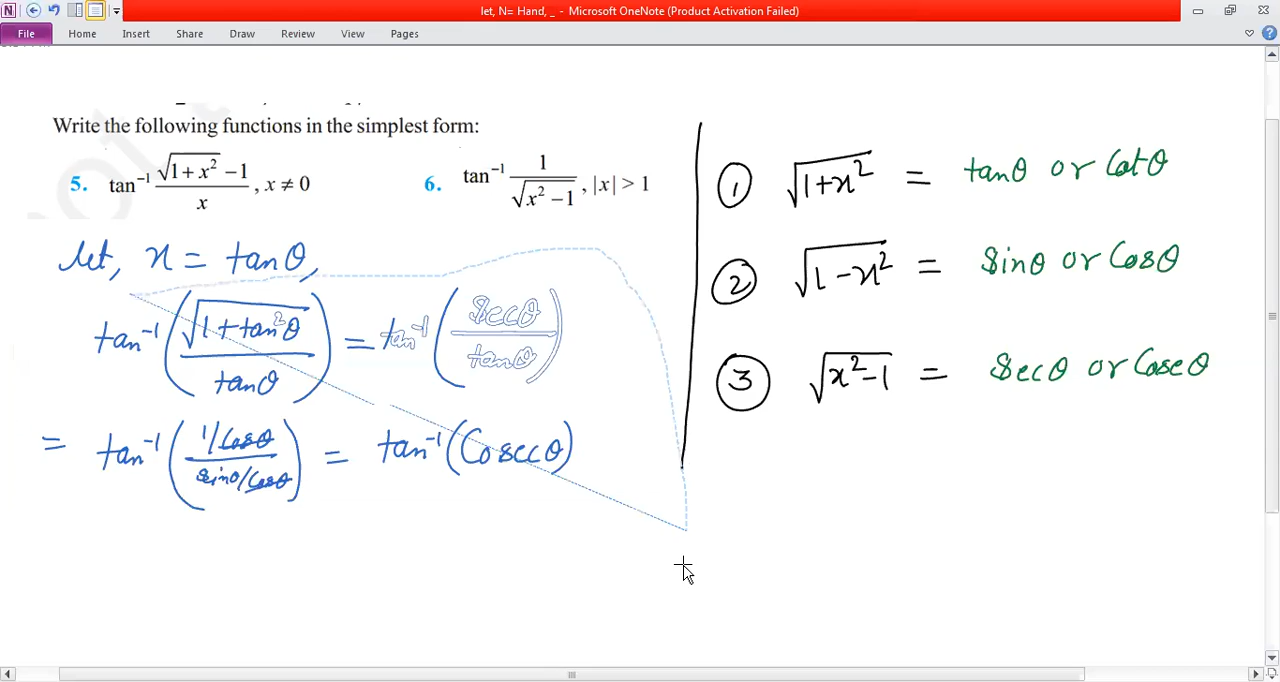 let, N= Hand, _ - Microsoft OneNote (Product Activation Failed)
File Home Insert Share Draw Review View Pages
Write the following functions in the simplest form:
5. tan⁻¹ (√(1+x²) −1)/x , x ≠ 0
6. tan⁻¹ 1/√(x² −1) , |x| > 1
let, x = tanθ,
tan⁻¹(√(1+tan²θ)/tanθ) = tan⁻¹(secθ/tanθ)
= tan⁻¹((1/cosθ)/(sinθ/cosθ)) = tan⁻¹(Cosecθ)
① √(1+x²) = tanθ or Cotθ
② √(1−x²) = sinθ or Cosθ
③ √(x²−1) = Secθ or Cosecθ